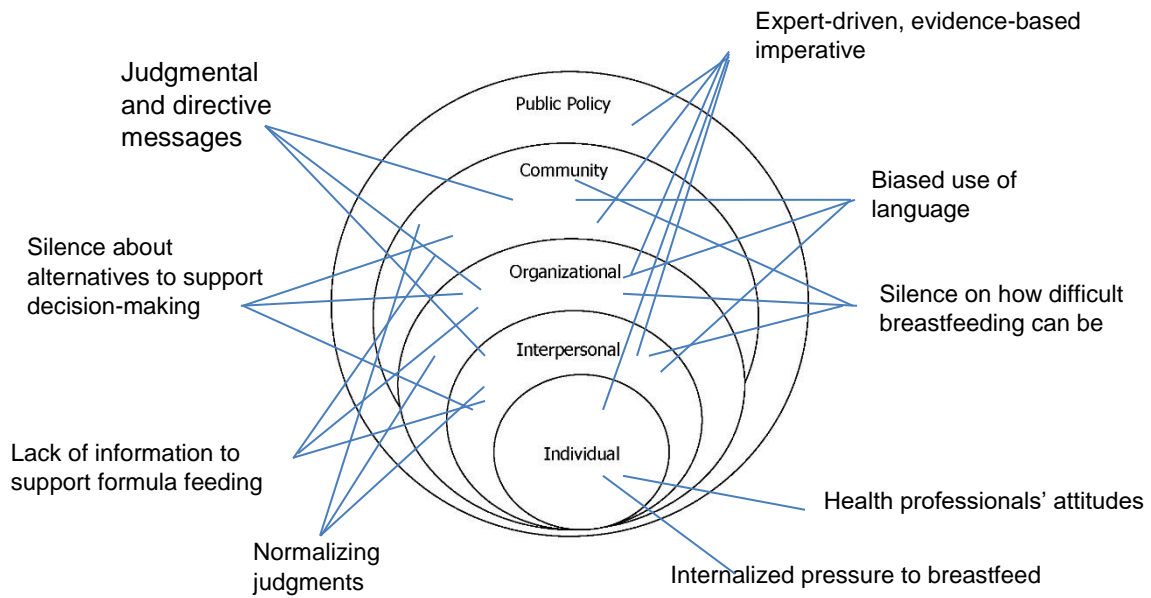 Expert-driven, evidence-based
imperative
Judgmental
and directive
messages
Public Policy
Community
Biased use of
language
Silence about
alternatives to support
decision-making
Organizational
Silence on how difficult
breastfeeding can be
Interpersonal
Lack of information to
support formula feeding
Individual
Health professionals’ attitudes
Normalizing
judgments
Internalized pressure to breastfeed